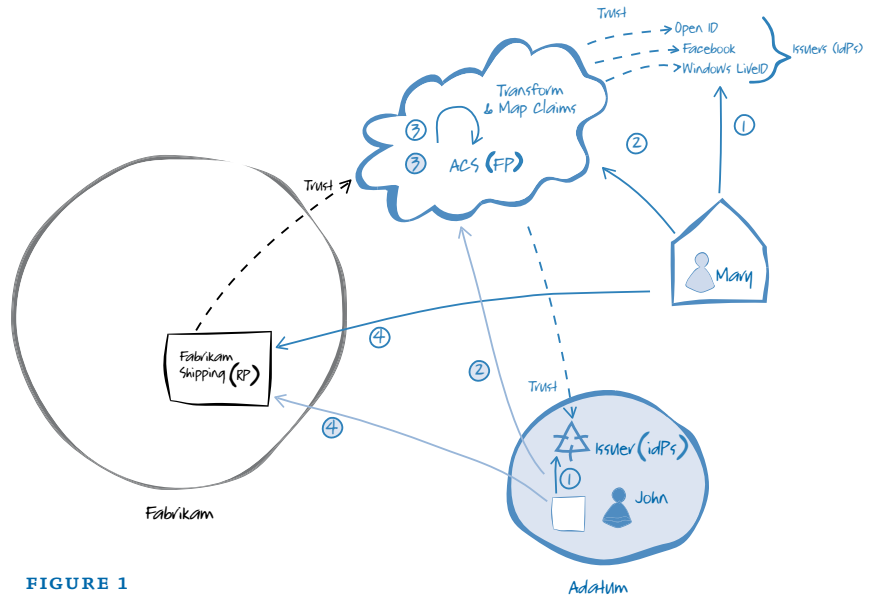 Trust
Open ID
Facebook
Windows LiveID
Issuers (IdPs)
Transform
& Map Claims
3
3
ACS (FP)
2
1
Trust
Mary
4
Fabrikam
Shipping (RP)
2
Trust
4
Issuer (idPs)
1
John
Fabrikam
Adatum
FIGURE 1